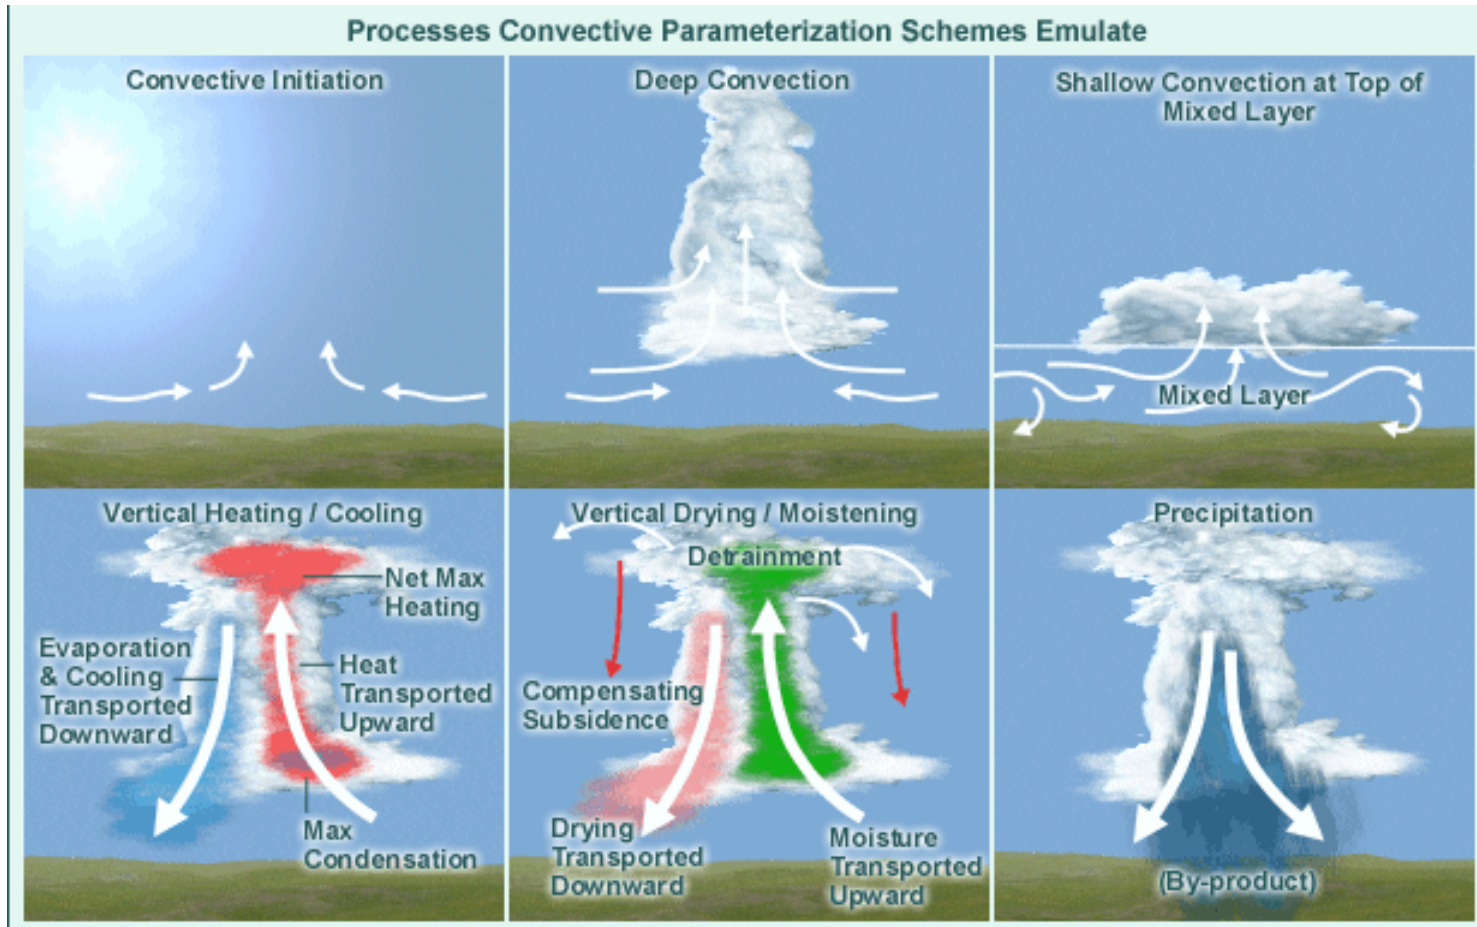 Processes Convective Parameterization Schemes Emulate
Convective Initiation
Deep Convection
Shallow Convection at Top of
Mixed Layer
Mixed Layer
Vertical Heating / Cooling
Net Max
Heating
Evaporation
& Cooling
Transported
Downward
Heat
Transported
Upward
Max
Condensation
Vertical Drying / Moistening
Detrainment
Compensating
Subsidence
Drying
Transported
Downward
Moisture
Transported
Upward
Precipitation
(By-product)